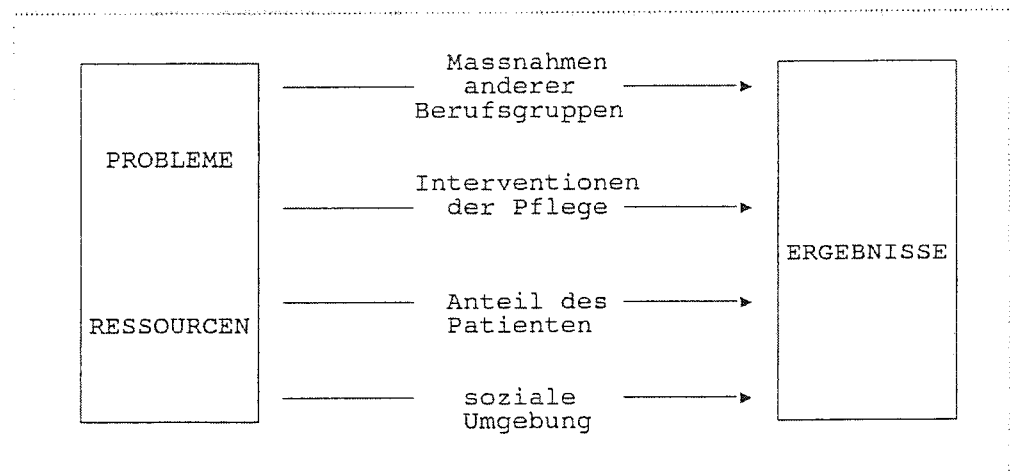 PROBLEME
RESSOURCEN
Massnahmen
anderer
Berufsgruppen
Interventionen
der Pflege
Anteil des
Patienten
soziale
Umgebung
ERGEBNISSE